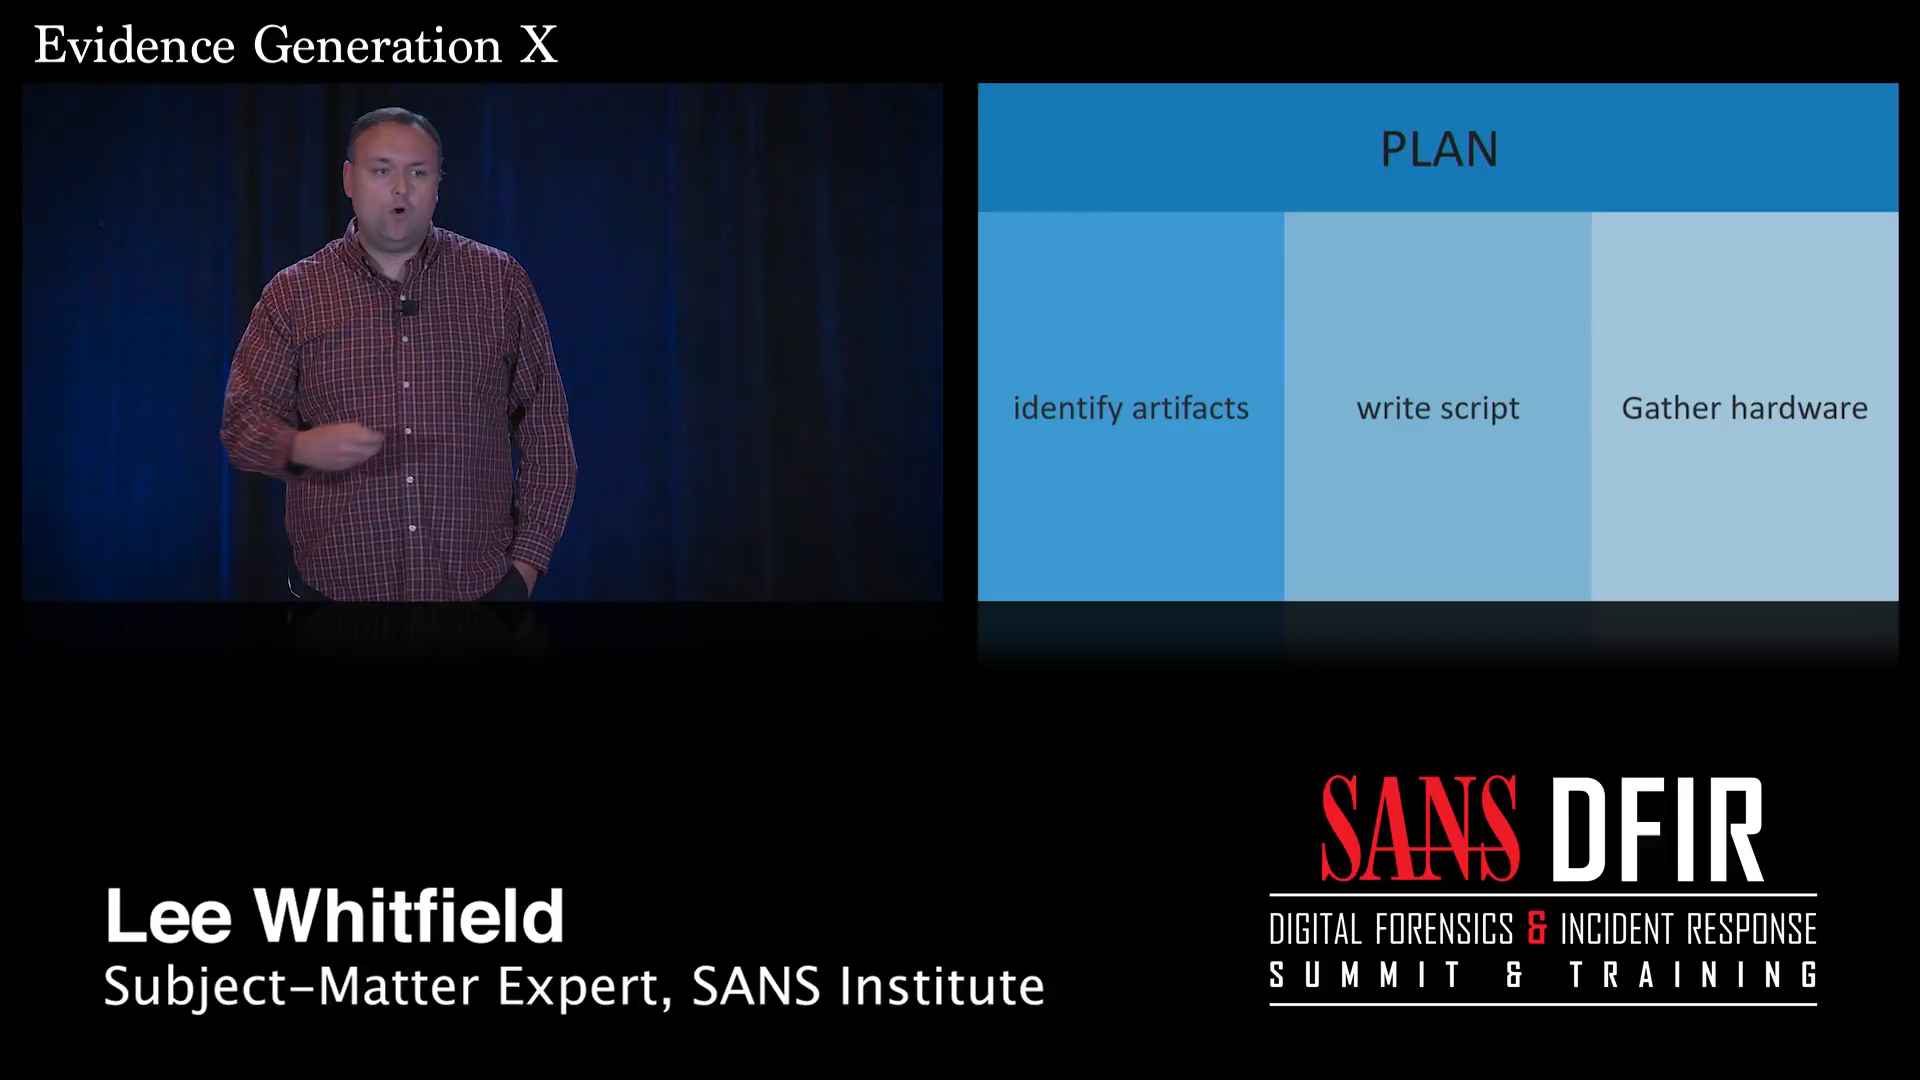 Evidence Generation X
PLAN
identify artifacts
write script
Gather hardware
Lee Whitfield
Subject-Matter Expert, SANS Institute
SANS DFIR
DIGITAL FORENSICS & INCIDENT RESPONSE
SUMMIT & TRAINING